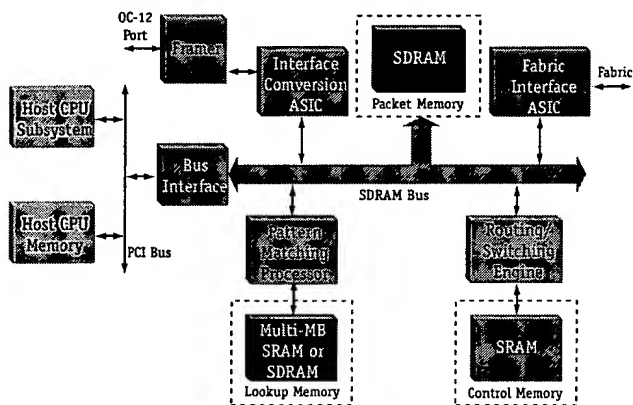 OC-12
Port
Framer
Interface
Comversion
ASIC
SDRAM
Packet Memory
Fabric
Interface
ASIC
Fabric
Host CPU
Subsystem
Bus
Interface
SDRAM Bus
Host CPU
Memory
PCI Bus
Pattern
Matching
Processor
Routing/
Switching
Engine
Multi-MB
SRAM or
SDRAM
Lookup Memory
SRAM
Control Memory